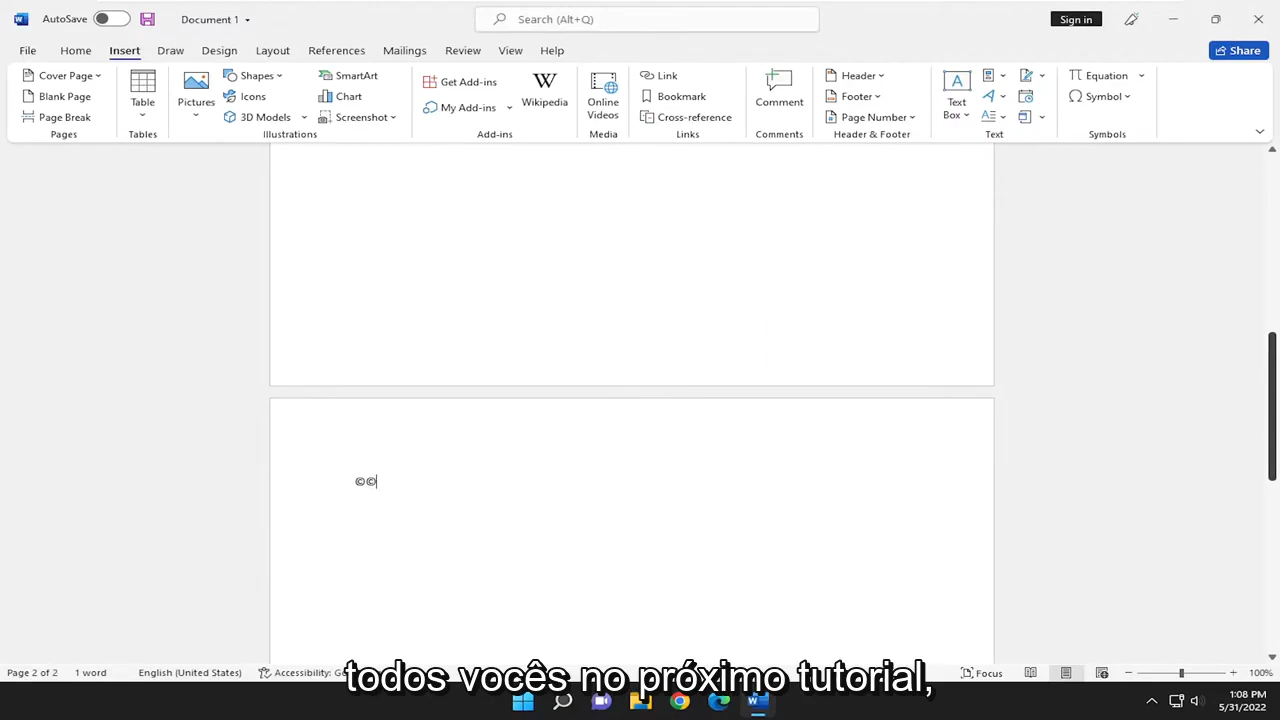 AutoSave
Document 1
Search (Alt+Q)
Sign in
File Home Insert Draw Design Layout References Mailings Review View Help
Share
Cover Page
Blank Page
Page Break
Pages
Table
Tables
Pictures
Shapes
Icons
3D Models
SmartArt
Chart
Screenshot
Illustrations
Get Add-ins
My Add-ins
Wikipedia
Add-ins
Online Videos
Media
Link
Bookmark
Cross-reference
Links
Comment
Comments
Header
Footer
Page Number
Header & Footer
Text Box
Text
Equation
Symbol
Symbols
©©
Page 2 of 2 1 word English (United States) Accessibility:
Focus
100%
todos vocês no próximo tutorial,
1:08 PM
5/31/2022